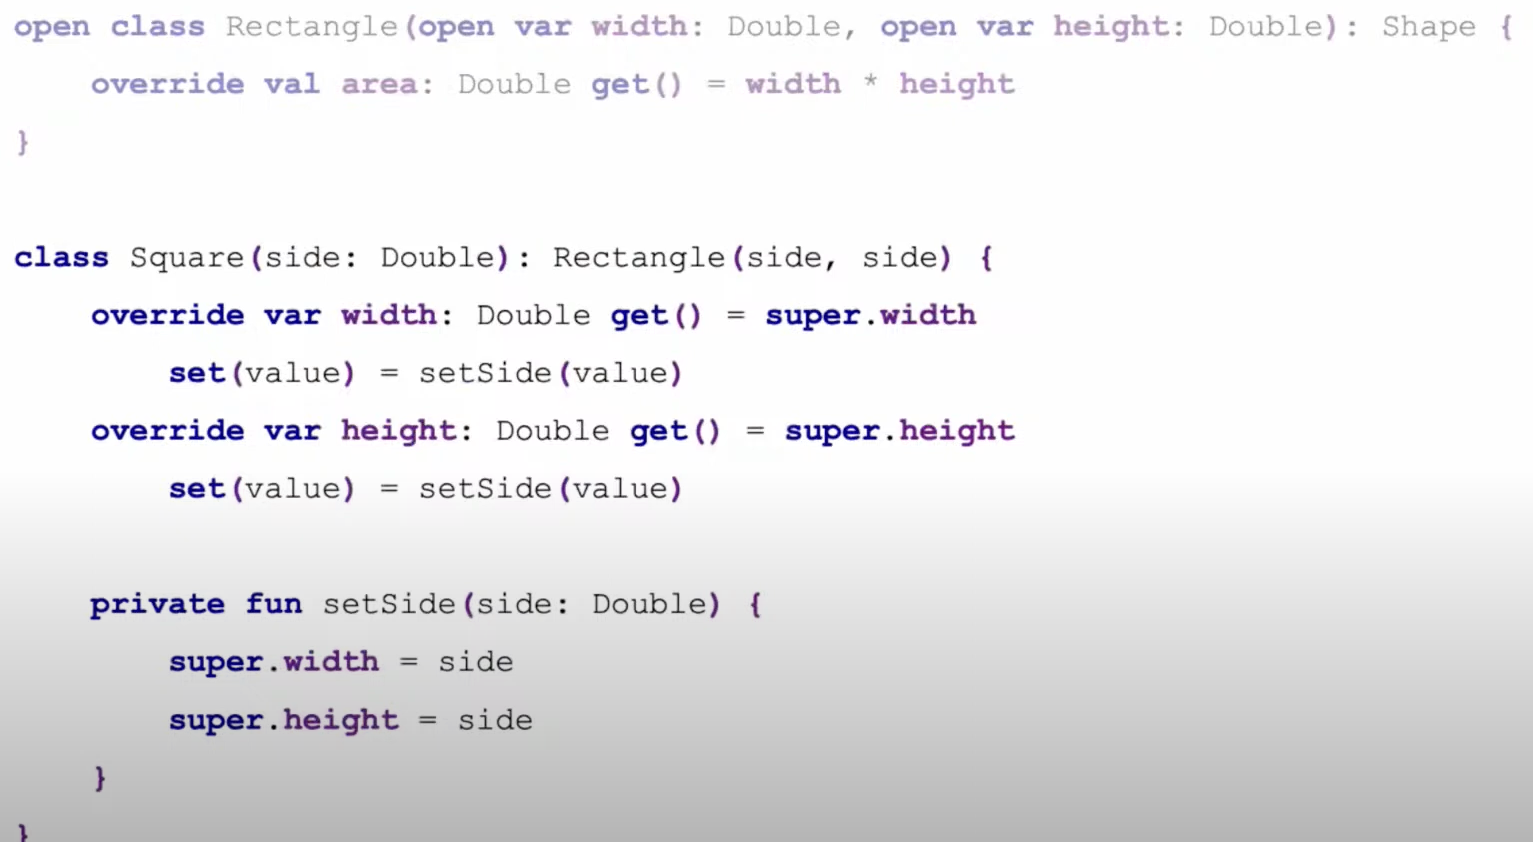 open class Rectangle(open var width: Double, open var height: Double): Shape {
    override val area: Double get() = width * height
}
class Square(side: Double): Rectangle(side, side) {
    override var width: Double get() = super.width
        set(value) = setSide(value)
    override var height: Double get() = super.height
        set(value) = setSide(value)
    private fun setSide(side: Double) {
        super.width = side
        super.height = side
    }
}